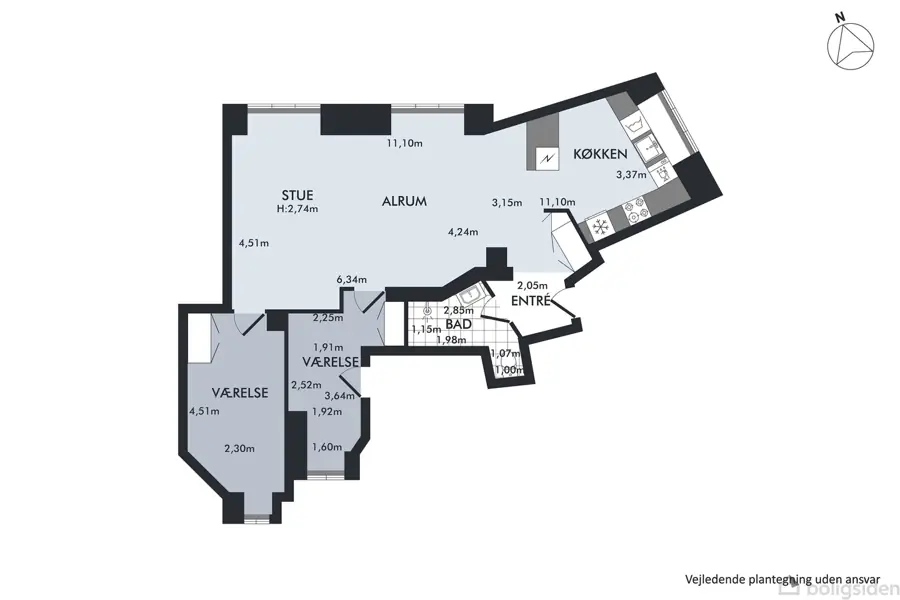 N
11,10m
KØKKEN
3,37m
STUE
H:2,74m
ALRUM
3,15m
11,10m
4,51m
4,24m
6,34m
2,05m
ENTRÉ
2,25m
2,85m
BAD
1,15m
1,98m
1,91m
VÆRELSE
1,07m
1,00m
2,52m
3,64m
VÆRELSE
4,51m
1,92m
2,30m
1,60m
Vejledende plantegning uden ansvar
boligsiden